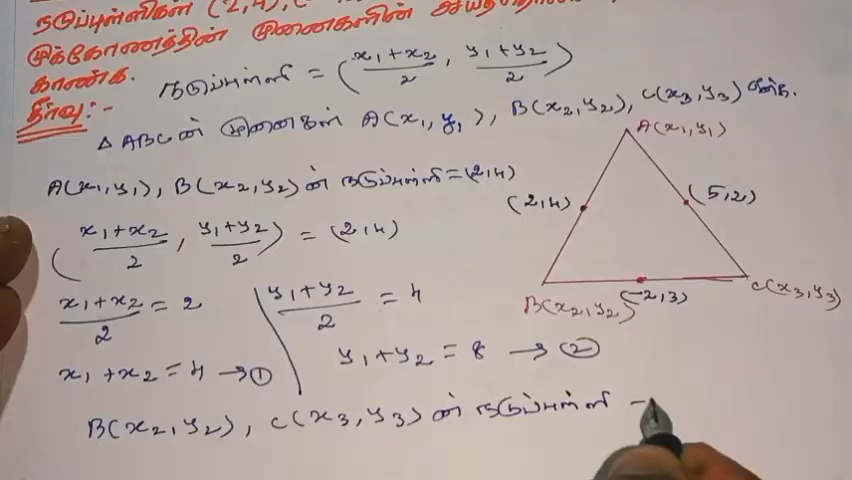 நடுப்புள்ளிகள் (2,4), (
முக்கோணத்தின் முனைகளின்
காண்க.
தீர்வு:-
நடுப்புள்ளி = (x₁+x₂/2 , y₁+y₂/2)
△ABC ன் முனைகள் A(x₁,y₁), B(x₂,y₂), C(x₃,y₃) என்க.
A(x₁,y₁), B(x₂,y₂)ன் நடுப்புள்ளி=(2,4)
(x₁+x₂/2 , y₁+y₂/2) = (2,4)
x₁+x₂/2 = 2
x₁+x₂=4 →①
y₁+y₂/2 = 4
y₁+y₂=8 →②
B(x₂,y₂), C(x₃,y₃)ன் நடுப்புள்ளி
A(x₁,y₁)
(2,4)
(5,2)
B(x₂,y₂)
(-2,3)
C(x₃,y₃)